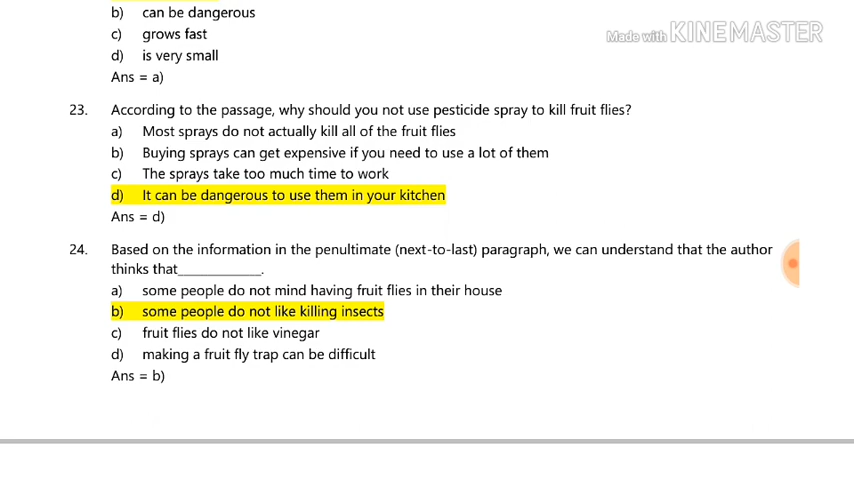 b) can be dangerous
c) grows fast
d) is very small
Ans = a)
Made with KINEMASTER
23. According to the passage, why should you not use pesticide spray to kill fruit flies?
a) Most sprays do not actually kill all of the fruit flies
b) Buying sprays can get expensive if you need to use a lot of them
c) The sprays take too much time to work
d) It can be dangerous to use them in your kitchen
Ans = d)
24. Based on the information in the penultimate (next-to-last) paragraph, we can understand that the author
thinks that____________.
a) some people do not mind having fruit flies in their house
b) some people do not like killing insects
c) fruit flies do not like vinegar
d) making a fruit fly trap can be difficult
Ans = b)